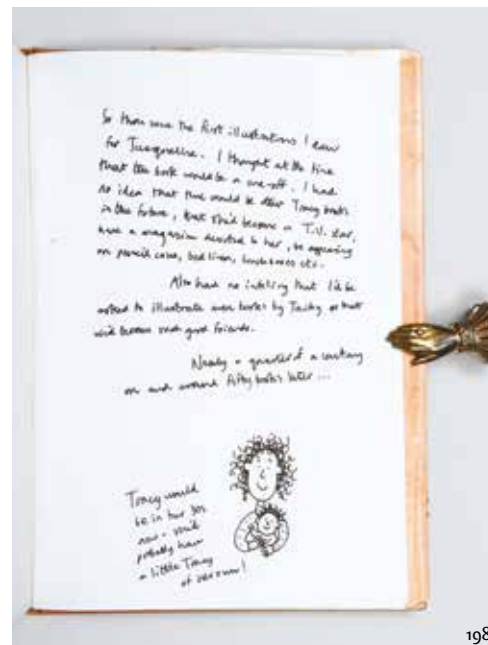 So these were the first illustrations I drew
for Jacqueline. I thought at the time
that the book would be a one-off. I had
no idea that there would be other Tracy books
in the future, that she'd become a T.V. star,
have a magazine devoted to her, be appearing
on pencil cases, bed linen, lunch boxes etc.
Also had no inkling that I'd be
asked to illustrate more books by Jacky or that
we'd become such good friends.
Nearly a quarter of a century
on and around fifty books later ...
Tracy would
be in her 30s
now - she'd
probably have
a little Tracy
of her own!
198